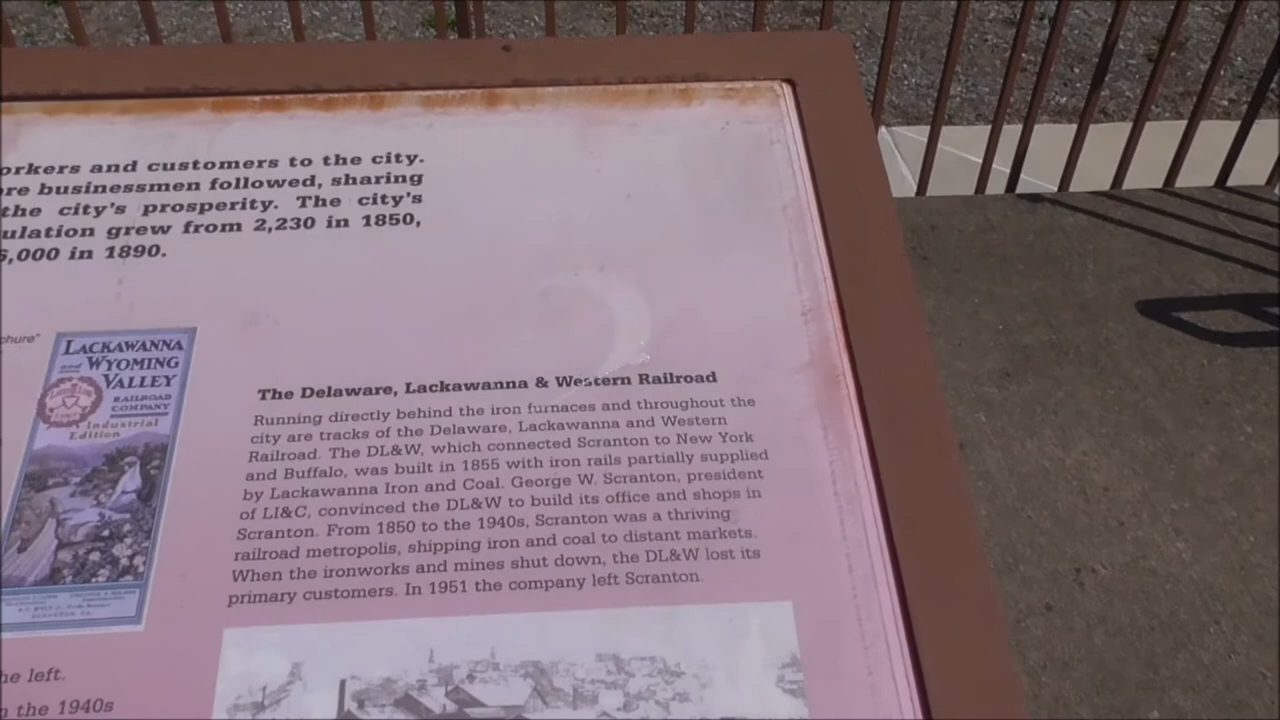 orkers and customers to the city.
re businessmen followed, sharing
the city's prosperity. The city's
ulation grew from 2,230 in 1850,
,000 in 1890.
chure"
LACKAWANNA
and WYOMING
VALLEY
RAILROAD
COMPANY
Industrial
Edition
The Delaware, Lackawanna & Western Railroad
Running directly behind the iron furnaces and throughout the
city are tracks of the Delaware, Lackawanna and Western
Railroad. The DL&W, which connected Scranton to New York
and Buffalo, was built in 1855 with iron rails partially supplied
by Lackawanna Iron and Coal. George W. Scranton, president
of LI&C, convinced the DL&W to build its office and shops in
Scranton. From 1850 to the 1940s, Scranton was a thriving
railroad metropolis, shipping iron and coal to distant markets.
When the ironworks and mines shut down, the DL&W lost its
primary customers. In 1951 the company left Scranton.
he left.
n the 1940s